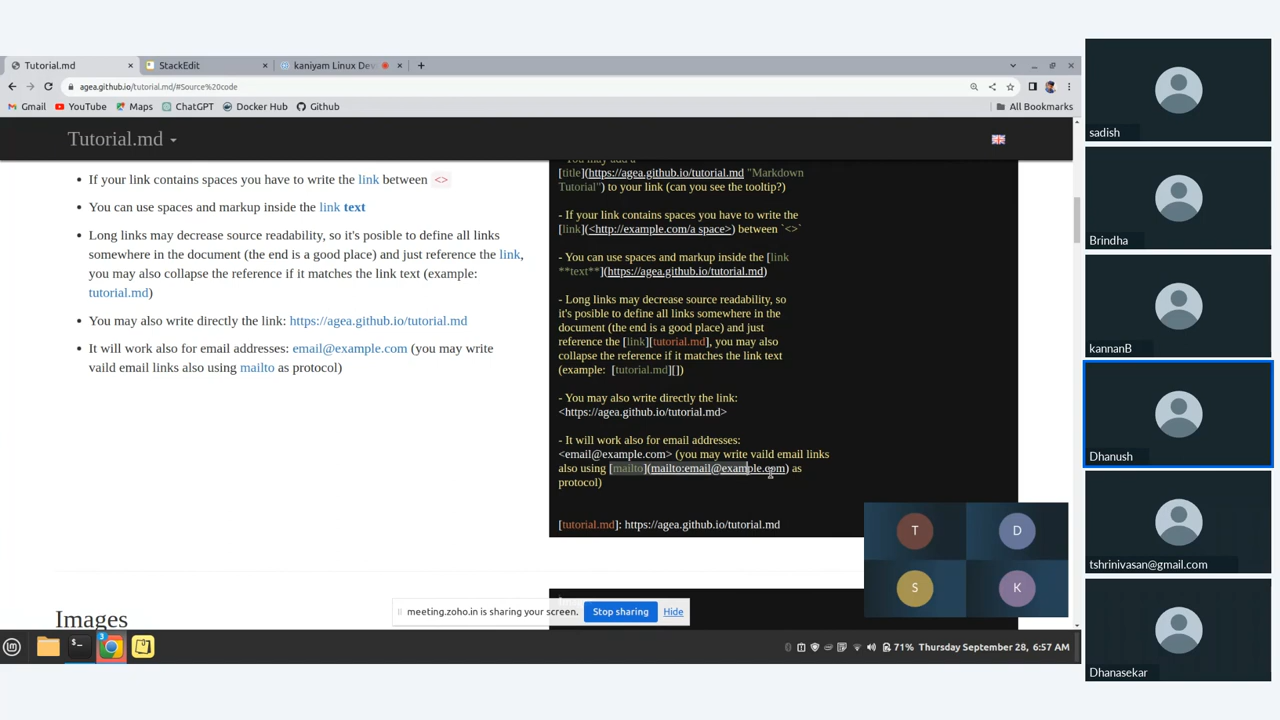 Tutorial.md
StackEdit
kaniyam Linux Dev
agea.github.io/tutorial.md/#Source%20code
Gmail
YouTube
Maps
ChatGPT
Docker Hub
Github
All Bookmarks
Tutorial.md
If your link contains spaces you have to write the link between <>
You can use spaces and markup inside the link text
Long links may decrease source readability, so it's posible to define all links
somewhere in the document (the end is a good place) and just reference the link,
you may also collapse the reference if it matches the link text (example:
tutorial.md)
You may also write directly the link: https://agea.github.io/tutorial.md
It will work also for email addresses: email@example.com (you may write
vaild email links also using mailto as protocol)
Images
- You may add a
[title](https://agea.github.io/tutorial.md "Markdown
Tutorial") to your link (can you see the tooltip?)
- If your link contains spaces you have to write the
[link](<http://example.com/a space>) between `<>`
- You can use spaces and markup inside the [link
**text**](https://agea.github.io/tutorial.md)
- Long links may decrease source readability, so
it's posible to define all links somewhere in the
document (the end is a good place) and just
reference the [link][tutorial.md], you may also
collapse the reference if it matches the link text
(example: [tutorial.md][])
- You may also write directly the link:
<https://agea.github.io/tutorial.md>
- It will work also for email addresses:
<email@example.com> (you may write vaild email links
also using [mailto](mailto:email@example.com) as
protocol)
[tutorial.md]: https://agea.github.io/tutorial.md
T
D
S
K
meeting.zoho.in is sharing your screen.
Stop sharing
Hide
3
71% Thursday September 28, 6:57 AM
sadish
Brindha
kannanB
Dhanush
tshrinivasan@gmail.com
Dhanasekar